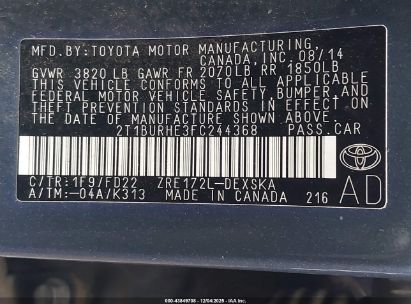 MFD. BY: TOYOTA MOTOR MANUFACTURING,
CANADA, INC. 08/14
GVWR 3820 LB GAWR FR 2070LB RR 1850LB
THIS VEHICLE CONFORMS TO ALL APPLICABLE
FEDERAL MOTOR VEHICLE SAFETY, BUMPER, AND
THEFT PREVENTION STANDARDS IN EFFECT ON
THE DATE OF MANUFACTURE SHOWN ABOVE.
2T1BURHE3FC244368 PASS.CAR
C/TR:1F9/FD22 ZRE172L-DEXSKA
A/TM:-04A/K313 MADE IN CANADA 216
AD
000-43849708 - 12/04/2025 - IAA Inc.